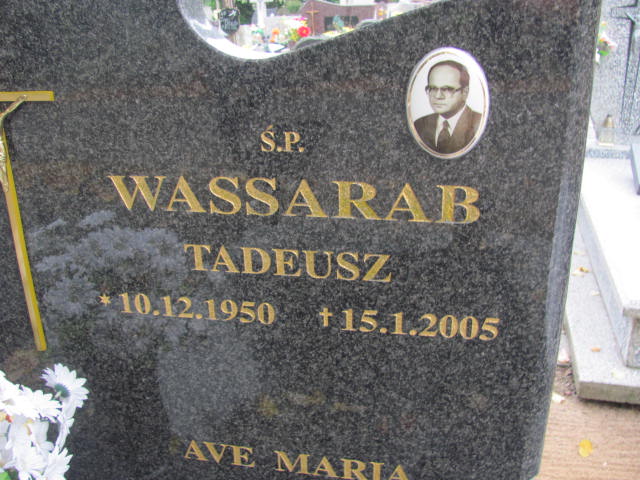 Ś.P.
WASSARAB
TADEUSZ
* 10.12.1950 † 15.1.2005
AVE MARIA